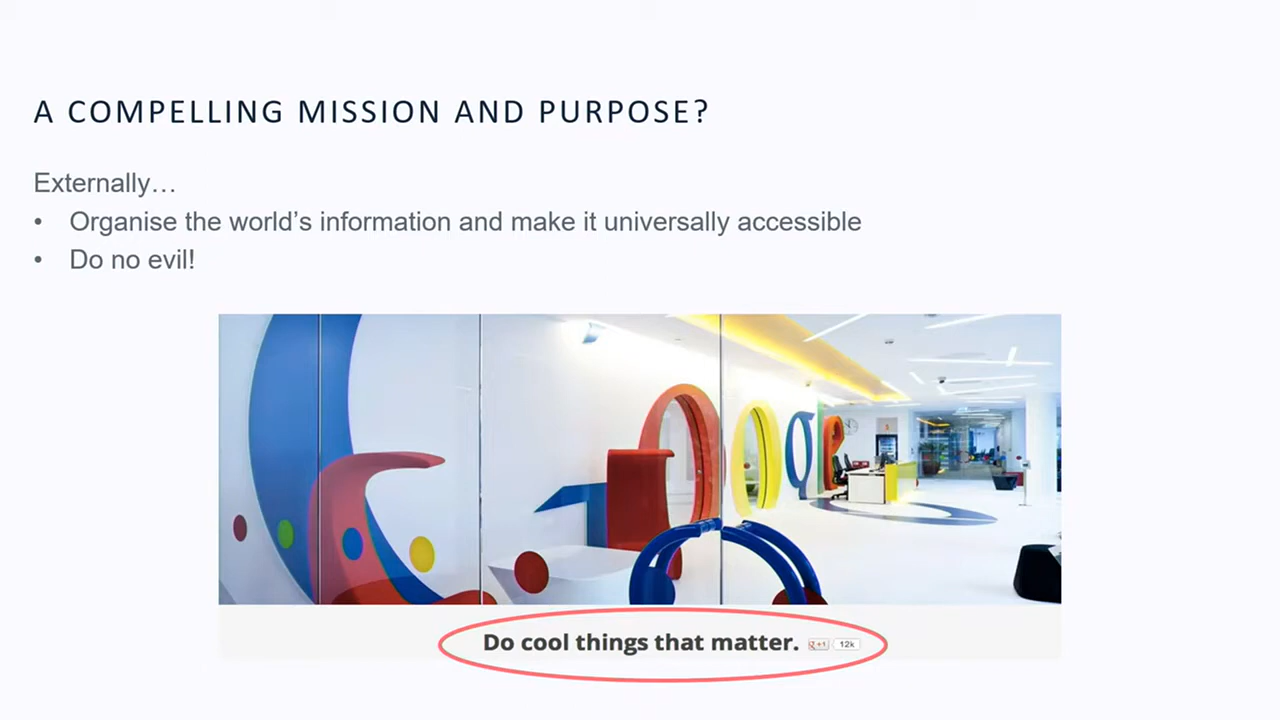 A COMPELLING MISSION AND PURPOSE?
Externally…
• Organise the world’s information and make it universally accessible
• Do no evil!
Google
Do cool things that matter. g+1 12k